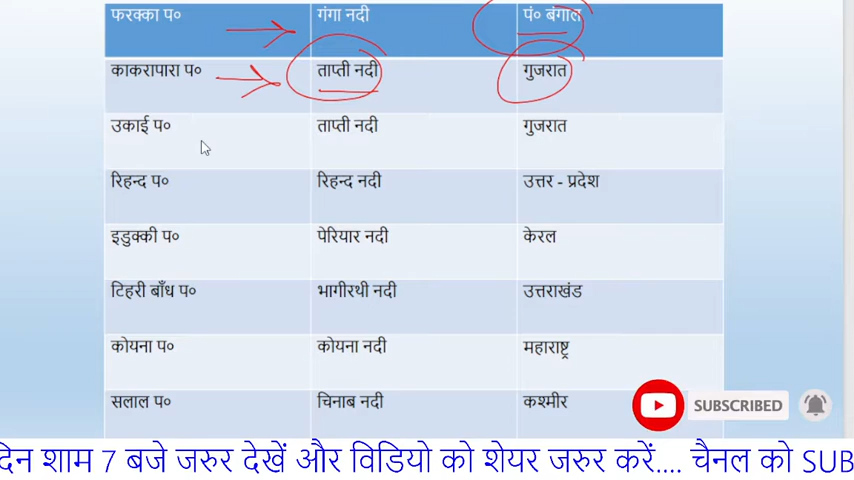 फरक्का प० गंगा नदी पं० बंगाल
काकरापारा प० ताप्ती नदी गुजरात
उकाई प० ताप्ती नदी गुजरात
रिहन्द प० रिहन्द नदी उत्तर - प्रदेश
इडुक्की प० पेरियार नदी केरल
टिहरी बाँध प० भागीरथी नदी उत्तराखंड
कोयना प० कोयना नदी महाराष्ट्र
सलाल प० चिनाब नदी कश्मीर
SUBSCRIBED
दिन शाम 7 बजे जरुर देखें और विडियो को शेयर जरुर करें.... चैनल को SUB